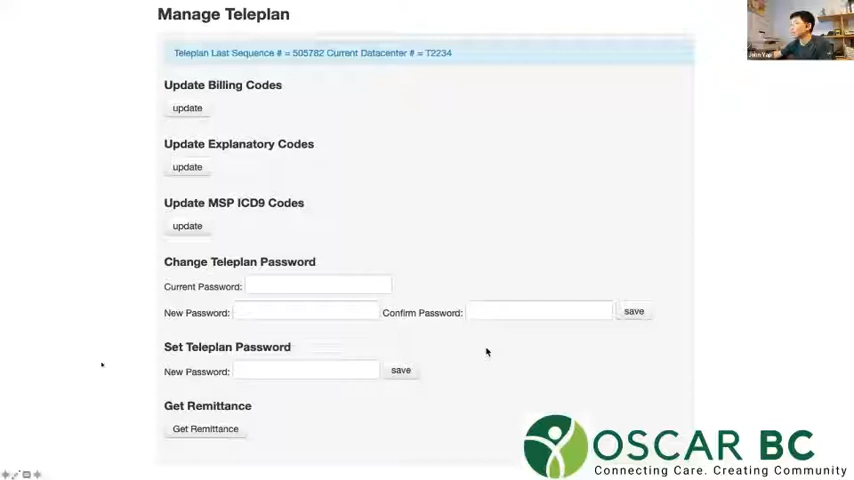 Manage Teleplan
Teleplan Last Sequence # = 505782 Current Datacenter # = T2234
Update Billing Codes
update
Update Explanatory Codes
update
Update MSP ICD9 Codes
update
Change Teleplan Password
Current Password:
New Password: Confirm Password: save
Set Teleplan Password
New Password: save
Get Remittance
Get Remittance
OSCAR BC
Connecting Care. Creating Community
John Yap